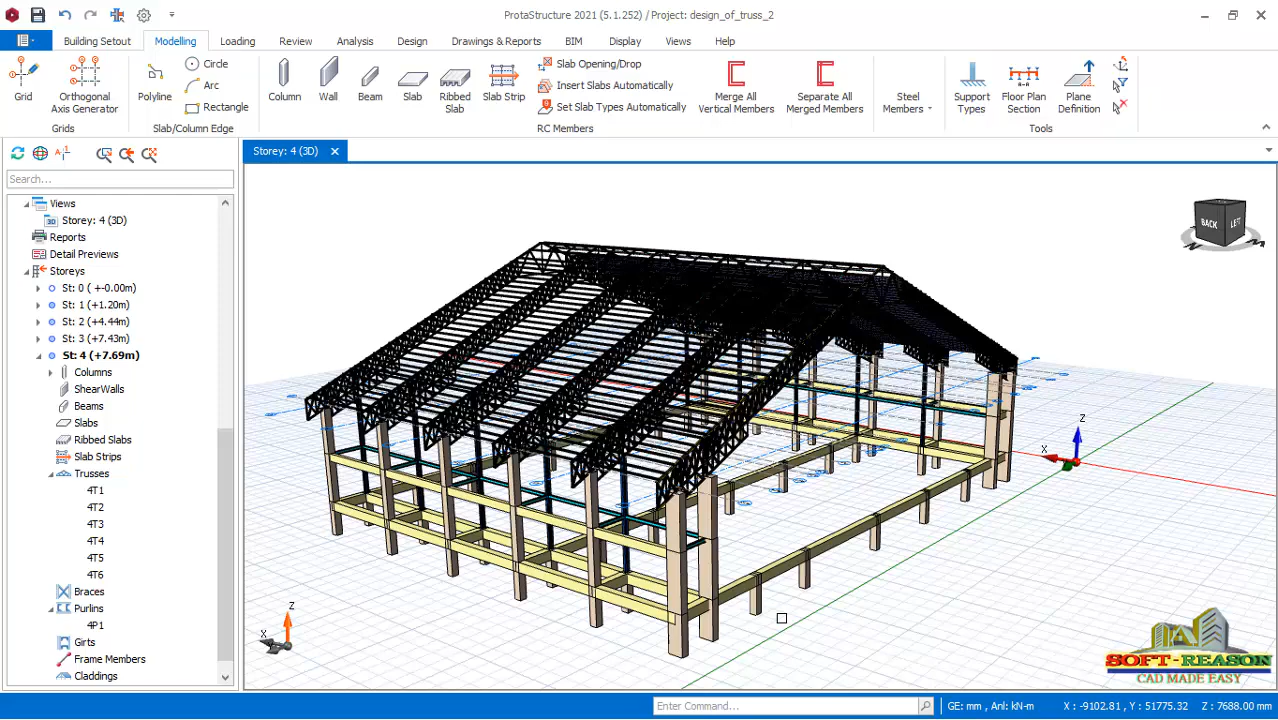 ProtaStructure 2021 (5.1.252) / Project: design_of_truss_2
Building Setout
Modelling
Loading
Review
Analysis
Design
Drawings & Reports
BIM
Display
Views
Help
Grid
Orthogonal
Axis Generator
Grids
Polyline
Circle
Arc
Rectangle
Slab/Column Edge
Column
Wall
Beam
Slab
Ribbed
Slab
Slab Strip
Slab Opening/Drop
Insert Slabs Automatically
Set Slab Types Automatically
RC Members
Merge All
Vertical Members
Separate All
Merged Members
Steel
Members
Support
Types
Floor Plan
Section
Plane
Definition
Tools
Search...
Views
3D Storey: 4 (3D)
Reports
Detail Previews
Storeys
St: 0 ( +-0.00m)
St: 1 (+1.20m)
St: 2 (+4.44m)
St: 3 (+7.43m)
St: 4 (+7.69m)
Columns
ShearWalls
Beams
Slabs
Ribbed Slabs
Slab Strips
Trusses
4T1
4T2
4T3
4T4
4T5
4T6
Braces
Purlins
4P1
Girts
Frame Members
Claddings
Storey: 4 (3D)
BACK
LEFT
Z
X
Z
X
SOFT-REASON
CAD MADE EASY
Enter Command...
GE: mm , Anl: kN-m
X : -9102.81 , Y : 51775.32
Z : 7688.00 mm